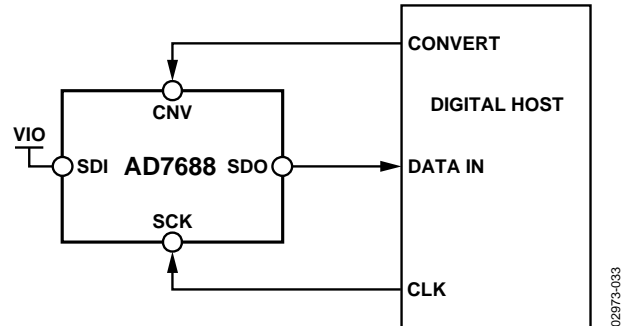 CONVERT
CNV
DIGITAL HOST
VIO
SDI AD7688 SDO
DATA IN
SCK
CLK
02973-033